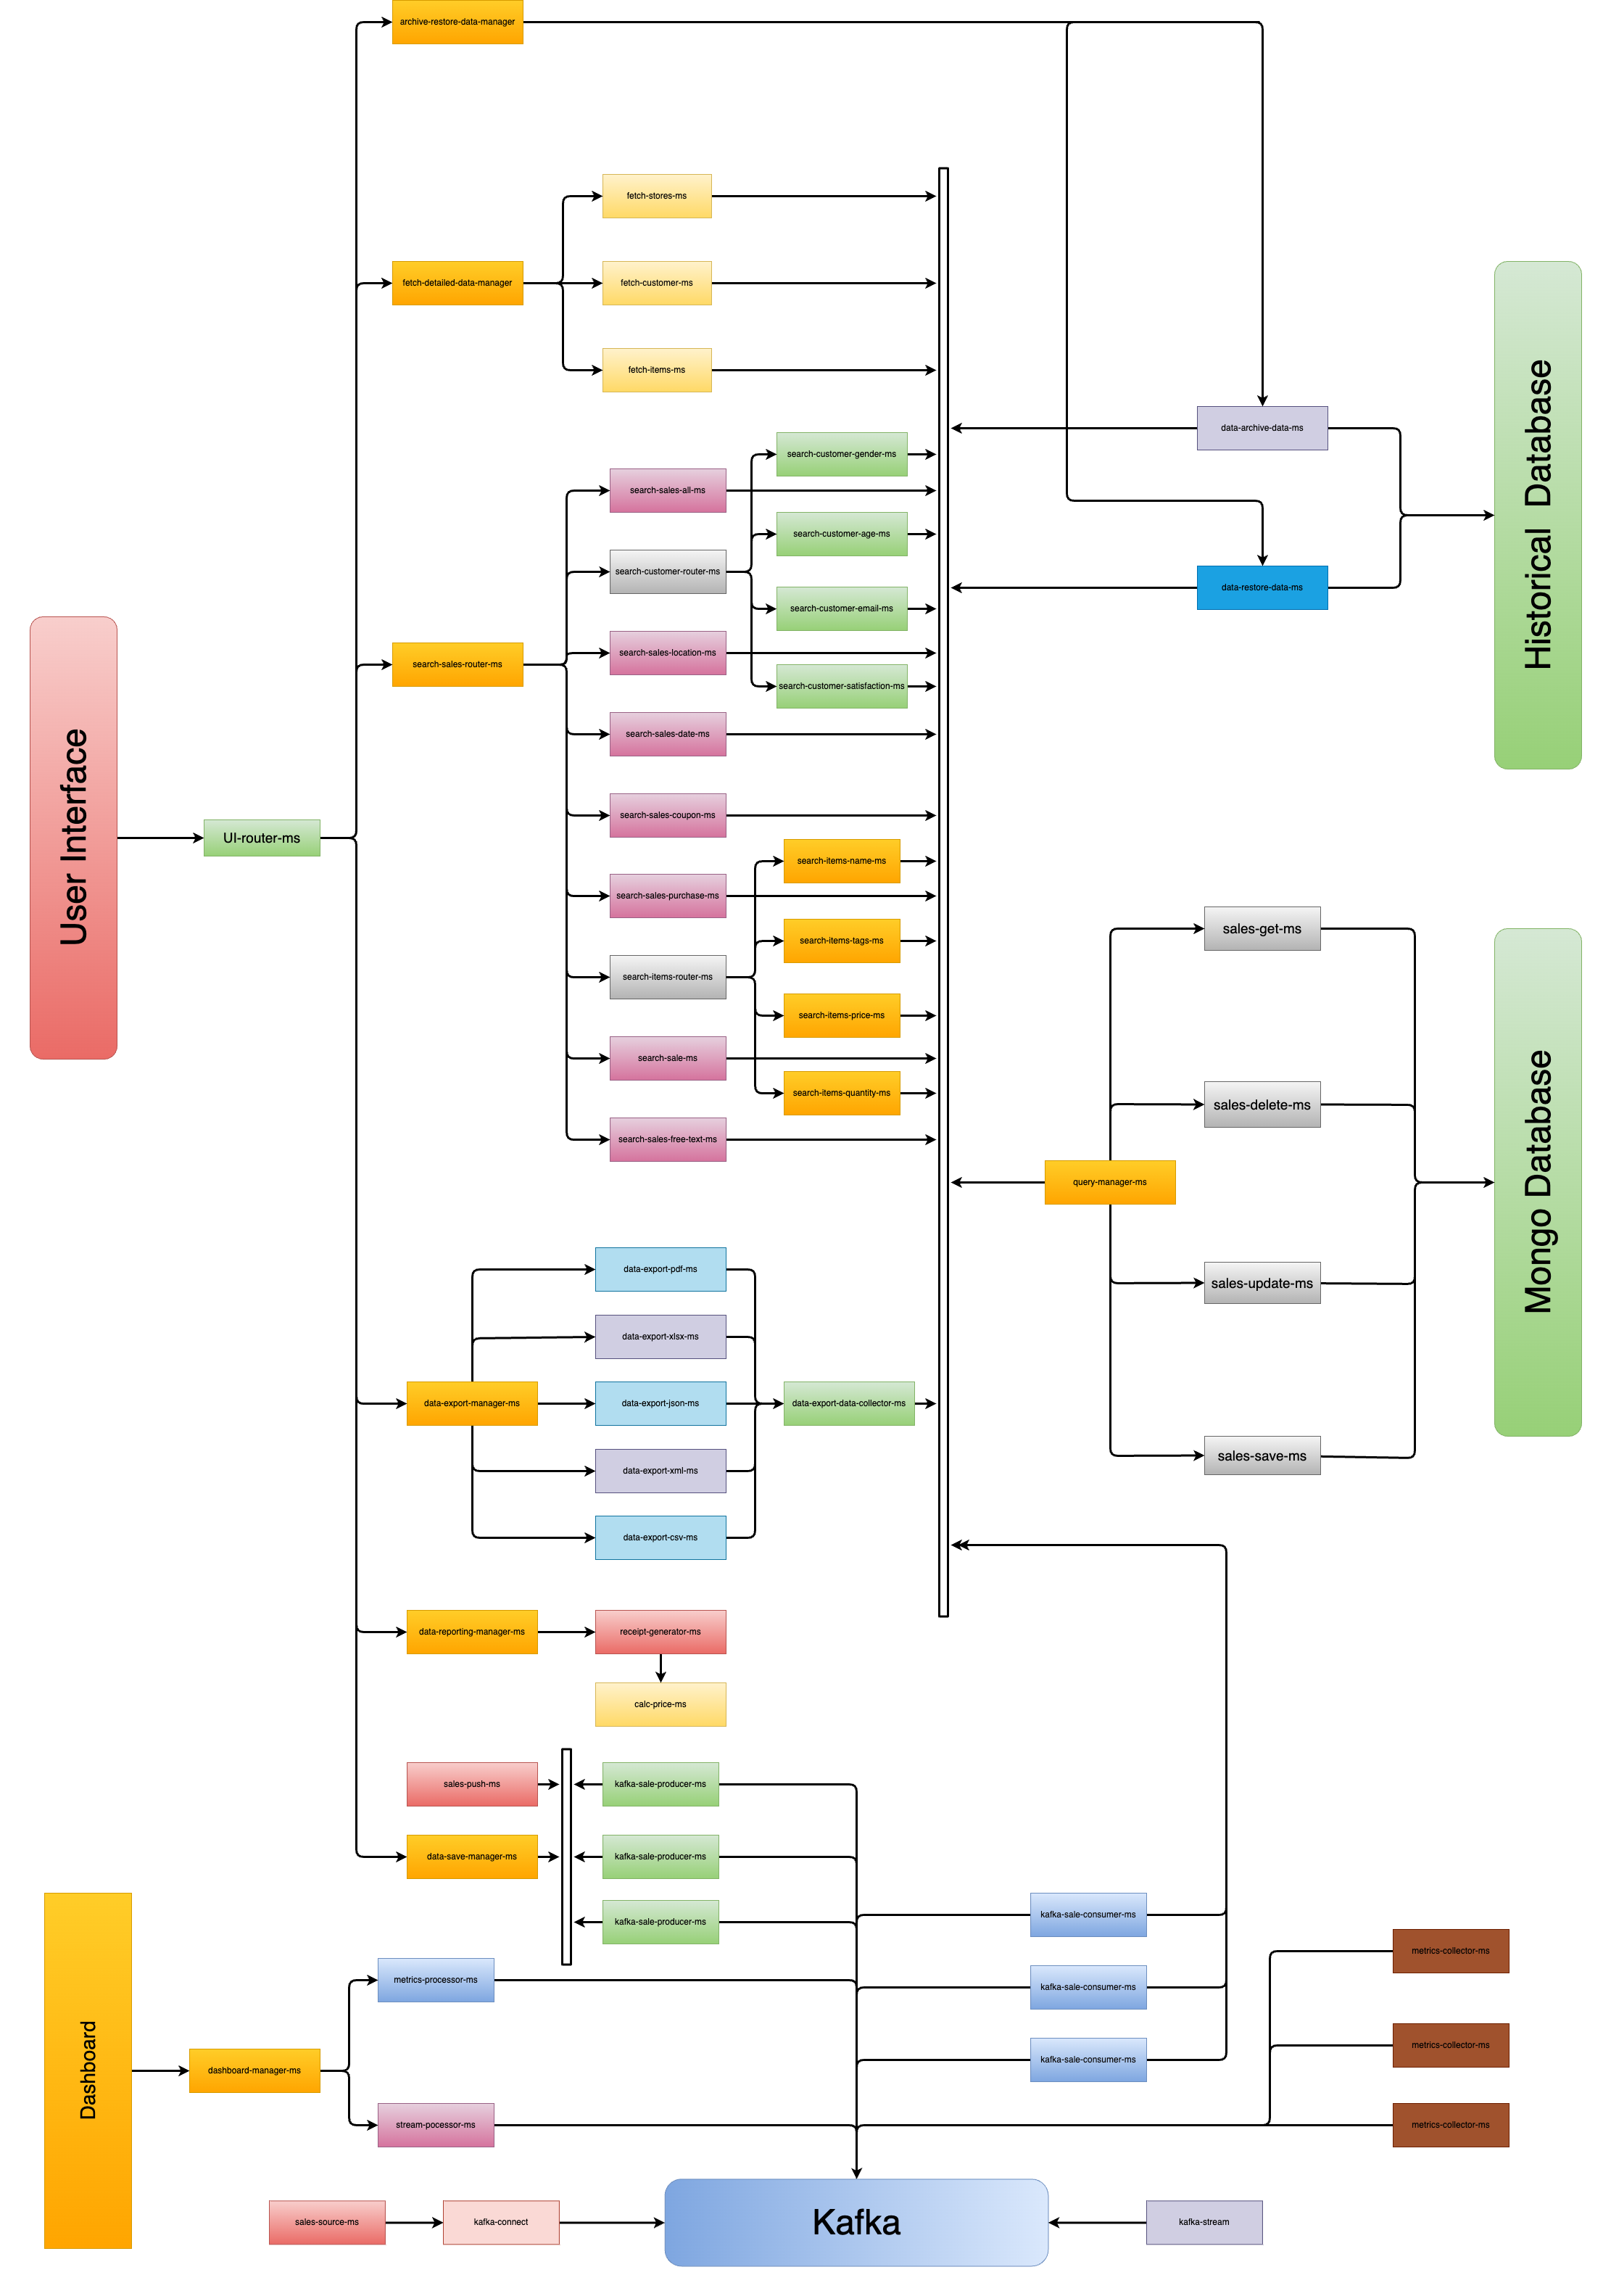 archive-restore-data-manager
fetch-stores-ms
fetch-detailed-data-manager
fetch-customer-ms
fetch-items-ms
data-archive-data-ms
search-customer-gender-ms
search-sales-all-ms
search-customer-age-ms
search-customer-router-ms
data-restore-data-ms
search-customer-email-ms
search-sales-location-ms
search-sales-router-ms
search-customer-satisfaction-ms
Historical Database
search-sales-date-ms
search-sales-coupon-ms
User Interface
UI-router-ms
search-items-name-ms
search-sales-purchase-ms
sales-get-ms
search-items-tags-ms
search-items-router-ms
search-items-price-ms
search-sale-ms
search-items-quantity-ms
sales-delete-ms
search-sales-free-text-ms
query-manager-ms
Mongo Database
data-export-pdf-ms
sales-update-ms
data-export-xlsx-ms
data-export-manager-ms
data-export-json-ms
data-export-data-collector-ms
sales-save-ms
data-export-xml-ms
data-export-csv-ms
data-reporting-manager-ms
receipt-generator-ms
calc-price-ms
sales-push-ms
kafka-sale-producer-ms
data-save-manager-ms
kafka-sale-producer-ms
kafka-sale-consumer-ms
kafka-sale-producer-ms
metrics-collector-ms
metrics-processor-ms
kafka-sale-consumer-ms
metrics-collector-ms
kafka-sale-consumer-ms
Dashboard
dashboard-manager-ms
stream-pocessor-ms
metrics-collector-ms
sales-source-ms
kafka-connect
Kafka
kafka-stream